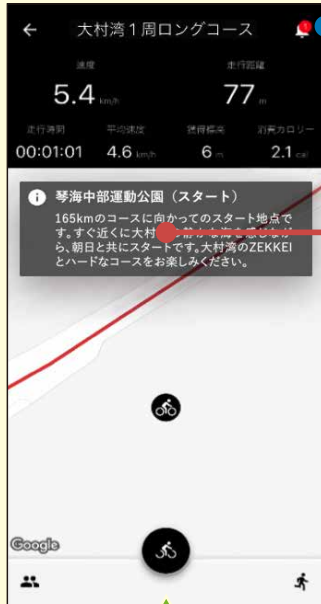 大村湾1周ロングコース
速度 走行距離
5.4 km/h 77 m
走行時間 平均速度 獲得標高 消費カロリー
00:01:01 4.6 km/h 6 m 2.1 cal
琴海中部運動公園（スタート）
165kmのコースに向かってのスタート地点で
す。すぐ近くに大村
ら、朝日と共にスタートです。大村湾のZEKKEI
とハードなコースをお楽しみください。
Google